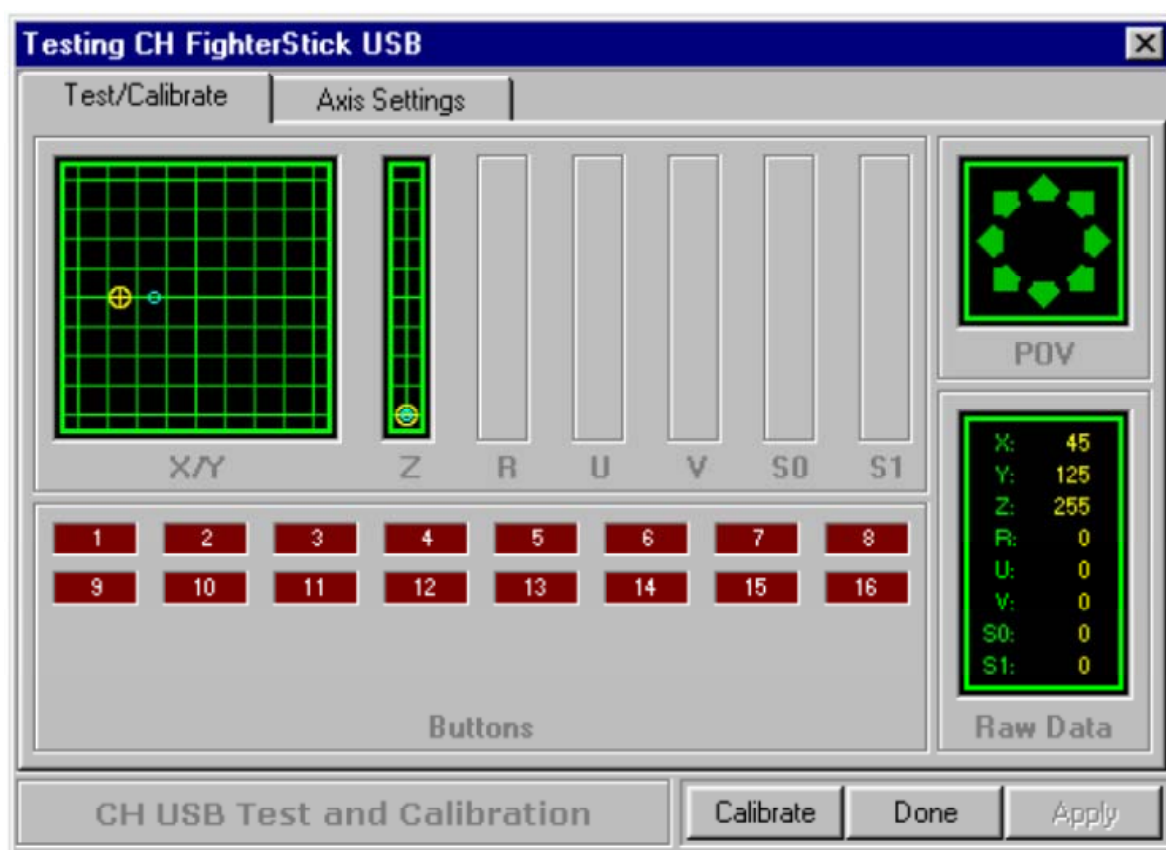 Testing CH FighterStick USB
Test/Calibrate Axis Settings
X/Y Z R U V S0 S1
POV
1 2 3 4 5 6 7 8
9 10 11 12 13 14 15 16
Buttons
X: 45
Y: 125
Z: 255
R: 0
U: 0
V: 0
S0: 0
S1: 0
Raw Data
CH USB Test and Calibration
Calibrate Done Apply